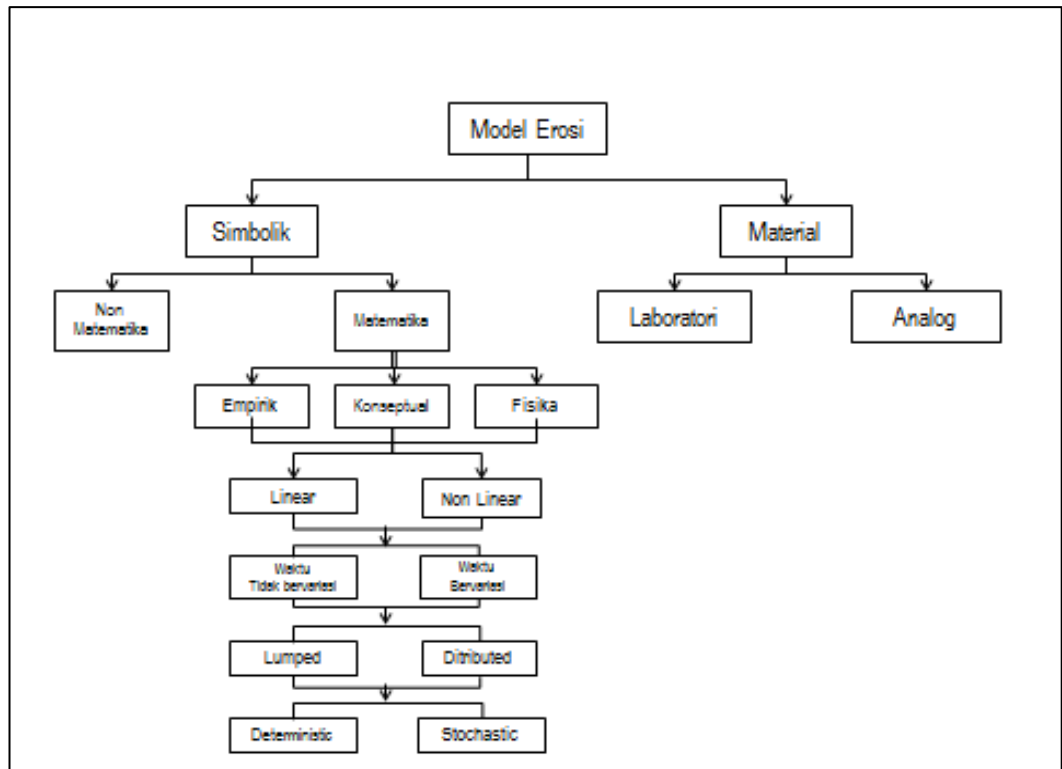 Model Erosi
Simbolik
Material
Non
Matematika
Matematika
Laboratori
Analog
Empirik
Konseptual
Fisika
Linear
Non Linear
Waktu
Tidak bervariasi
Waktu
Bervariasi
Lumped
Ditributed
Deterministic
Stochastic